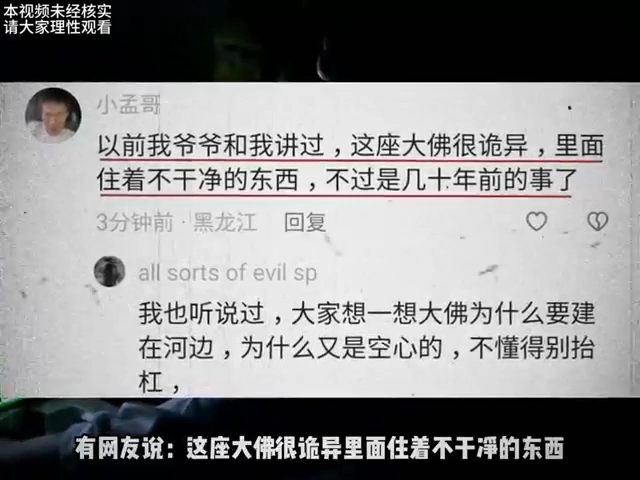 本视频未经核实
请大家理性观看
小孟哥
以前我爷爷和我讲过，这座大佛很诡异，里面
住着不干净的东西，不过是几十年前的事了
3分钟前·黑龙江 回复
all sorts of evil sp
我也听说过，大家想一想大佛为什么要建
在河边，为什么又是空心的，不懂得别抬
杠，
有网友说：这座大佛很诡异里面住着不干净的东西